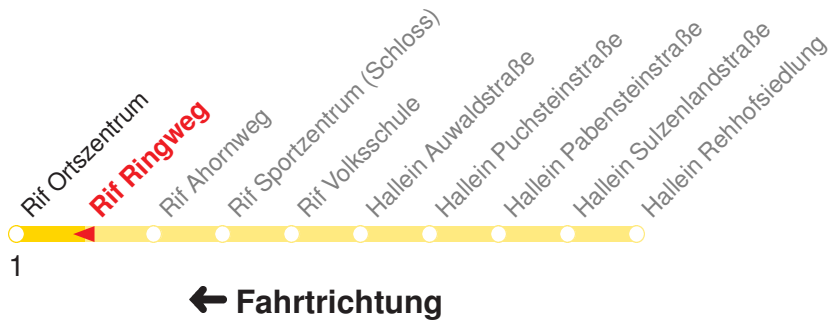 Rif Ortszentrum
Rif Ringweg
Rif Ahornweg
Rif Sportzentrum (Schloss)
Rif Volksschule
Hallein Auwaldstraße
Hallein Puchsteinstraße
Hallein Pabensteinstraße
Hallein Sulzenlandstraße
Hallein Rehhofsiedlung
1
Fahrtrichtung